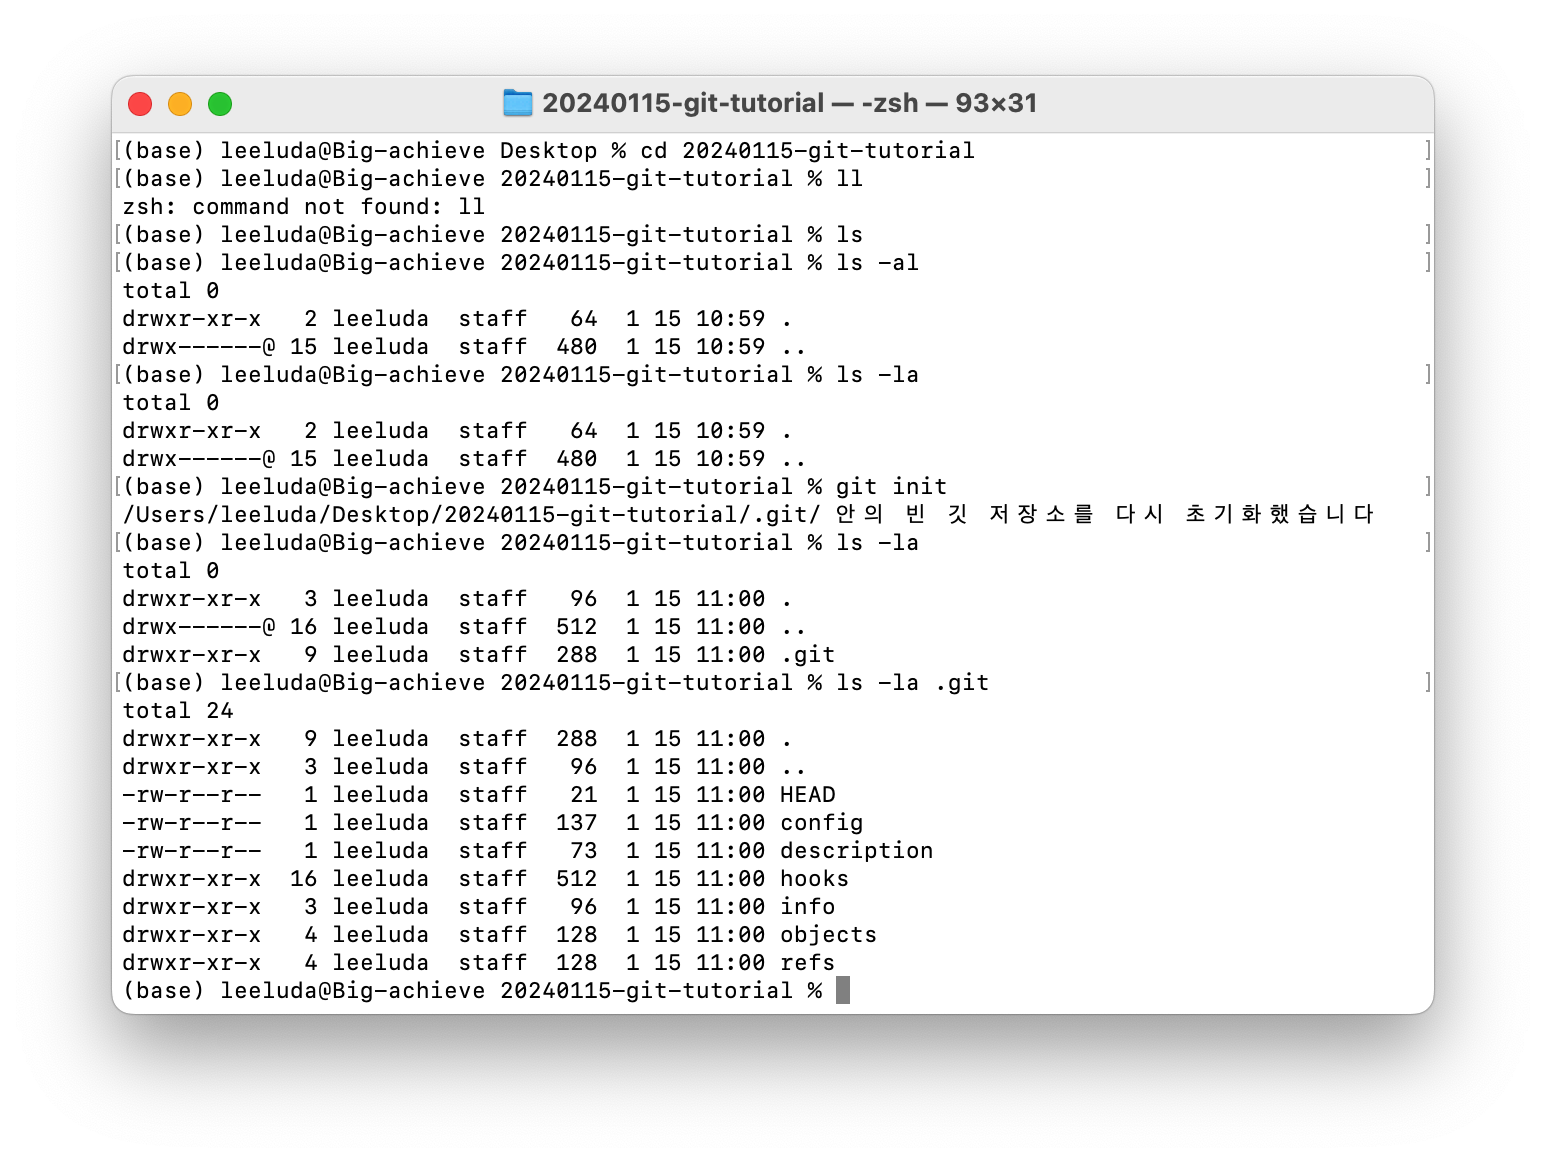 20240115-git-tutorial — -zsh — 93×31
[(base) leeluda@Big-achieve Desktop % cd 20240115-git-tutorial ]
[(base) leeluda@Big-achieve 20240115-git-tutorial % ll ]
zsh: command not found: ll
[(base) leeluda@Big-achieve 20240115-git-tutorial % ls ]
[(base) leeluda@Big-achieve 20240115-git-tutorial % ls -al ]
total 0
drwxr-xr-x   2 leeluda  staff   64  1 15 10:59 .
drwx------@ 15 leeluda  staff  480  1 15 10:59 ..
[(base) leeluda@Big-achieve 20240115-git-tutorial % ls -la ]
total 0
drwxr-xr-x   2 leeluda  staff   64  1 15 10:59 .
drwx------@ 15 leeluda  staff  480  1 15 10:59 ..
[(base) leeluda@Big-achieve 20240115-git-tutorial % git init ]
/Users/leeluda/Desktop/20240115-git-tutorial/.git/ 안의 빈 깃 저장소를 다시 초기화했습니다
[(base) leeluda@Big-achieve 20240115-git-tutorial % ls -la ]
total 0
drwxr-xr-x   3 leeluda  staff   96  1 15 11:00 .
drwx------@ 16 leeluda  staff  512  1 15 11:00 ..
drwxr-xr-x   9 leeluda  staff  288  1 15 11:00 .git
[(base) leeluda@Big-achieve 20240115-git-tutorial % ls -la .git ]
total 24
drwxr-xr-x   9 leeluda  staff  288  1 15 11:00 .
drwxr-xr-x   3 leeluda  staff   96  1 15 11:00 ..
-rw-r--r--   1 leeluda  staff   21  1 15 11:00 HEAD
-rw-r--r--   1 leeluda  staff  137  1 15 11:00 config
-rw-r--r--   1 leeluda  staff   73  1 15 11:00 description
drwxr-xr-x  16 leeluda  staff  512  1 15 11:00 hooks
drwxr-xr-x   3 leeluda  staff   96  1 15 11:00 info
drwxr-xr-x   4 leeluda  staff  128  1 15 11:00 objects
drwxr-xr-x   4 leeluda  staff  128  1 15 11:00 refs
(base) leeluda@Big-achieve 20240115-git-tutorial %